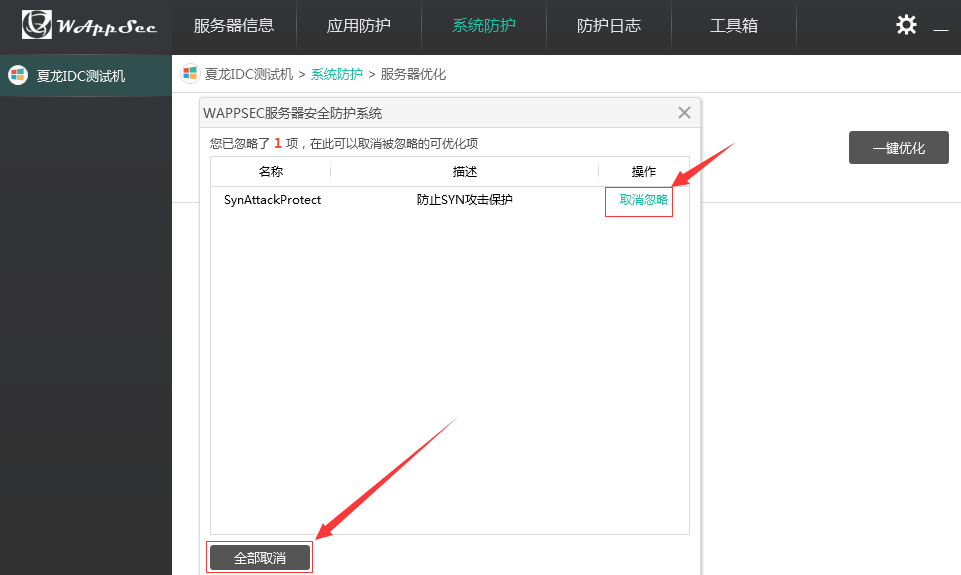 WAppSec
服务器信息 应用防护 系统防护 防护日志 工具箱
夏龙IDC测试机
夏龙IDC测试机 > 系统防护 > 服务器优化
WAPPSEC服务器安全防护系统
您已忽略了 1 项，在此可以取消被忽略的可优化项
一键优化
名称 描述 操作
SynAttackProtect 防止SYN攻击保护 取消忽略
全部取消